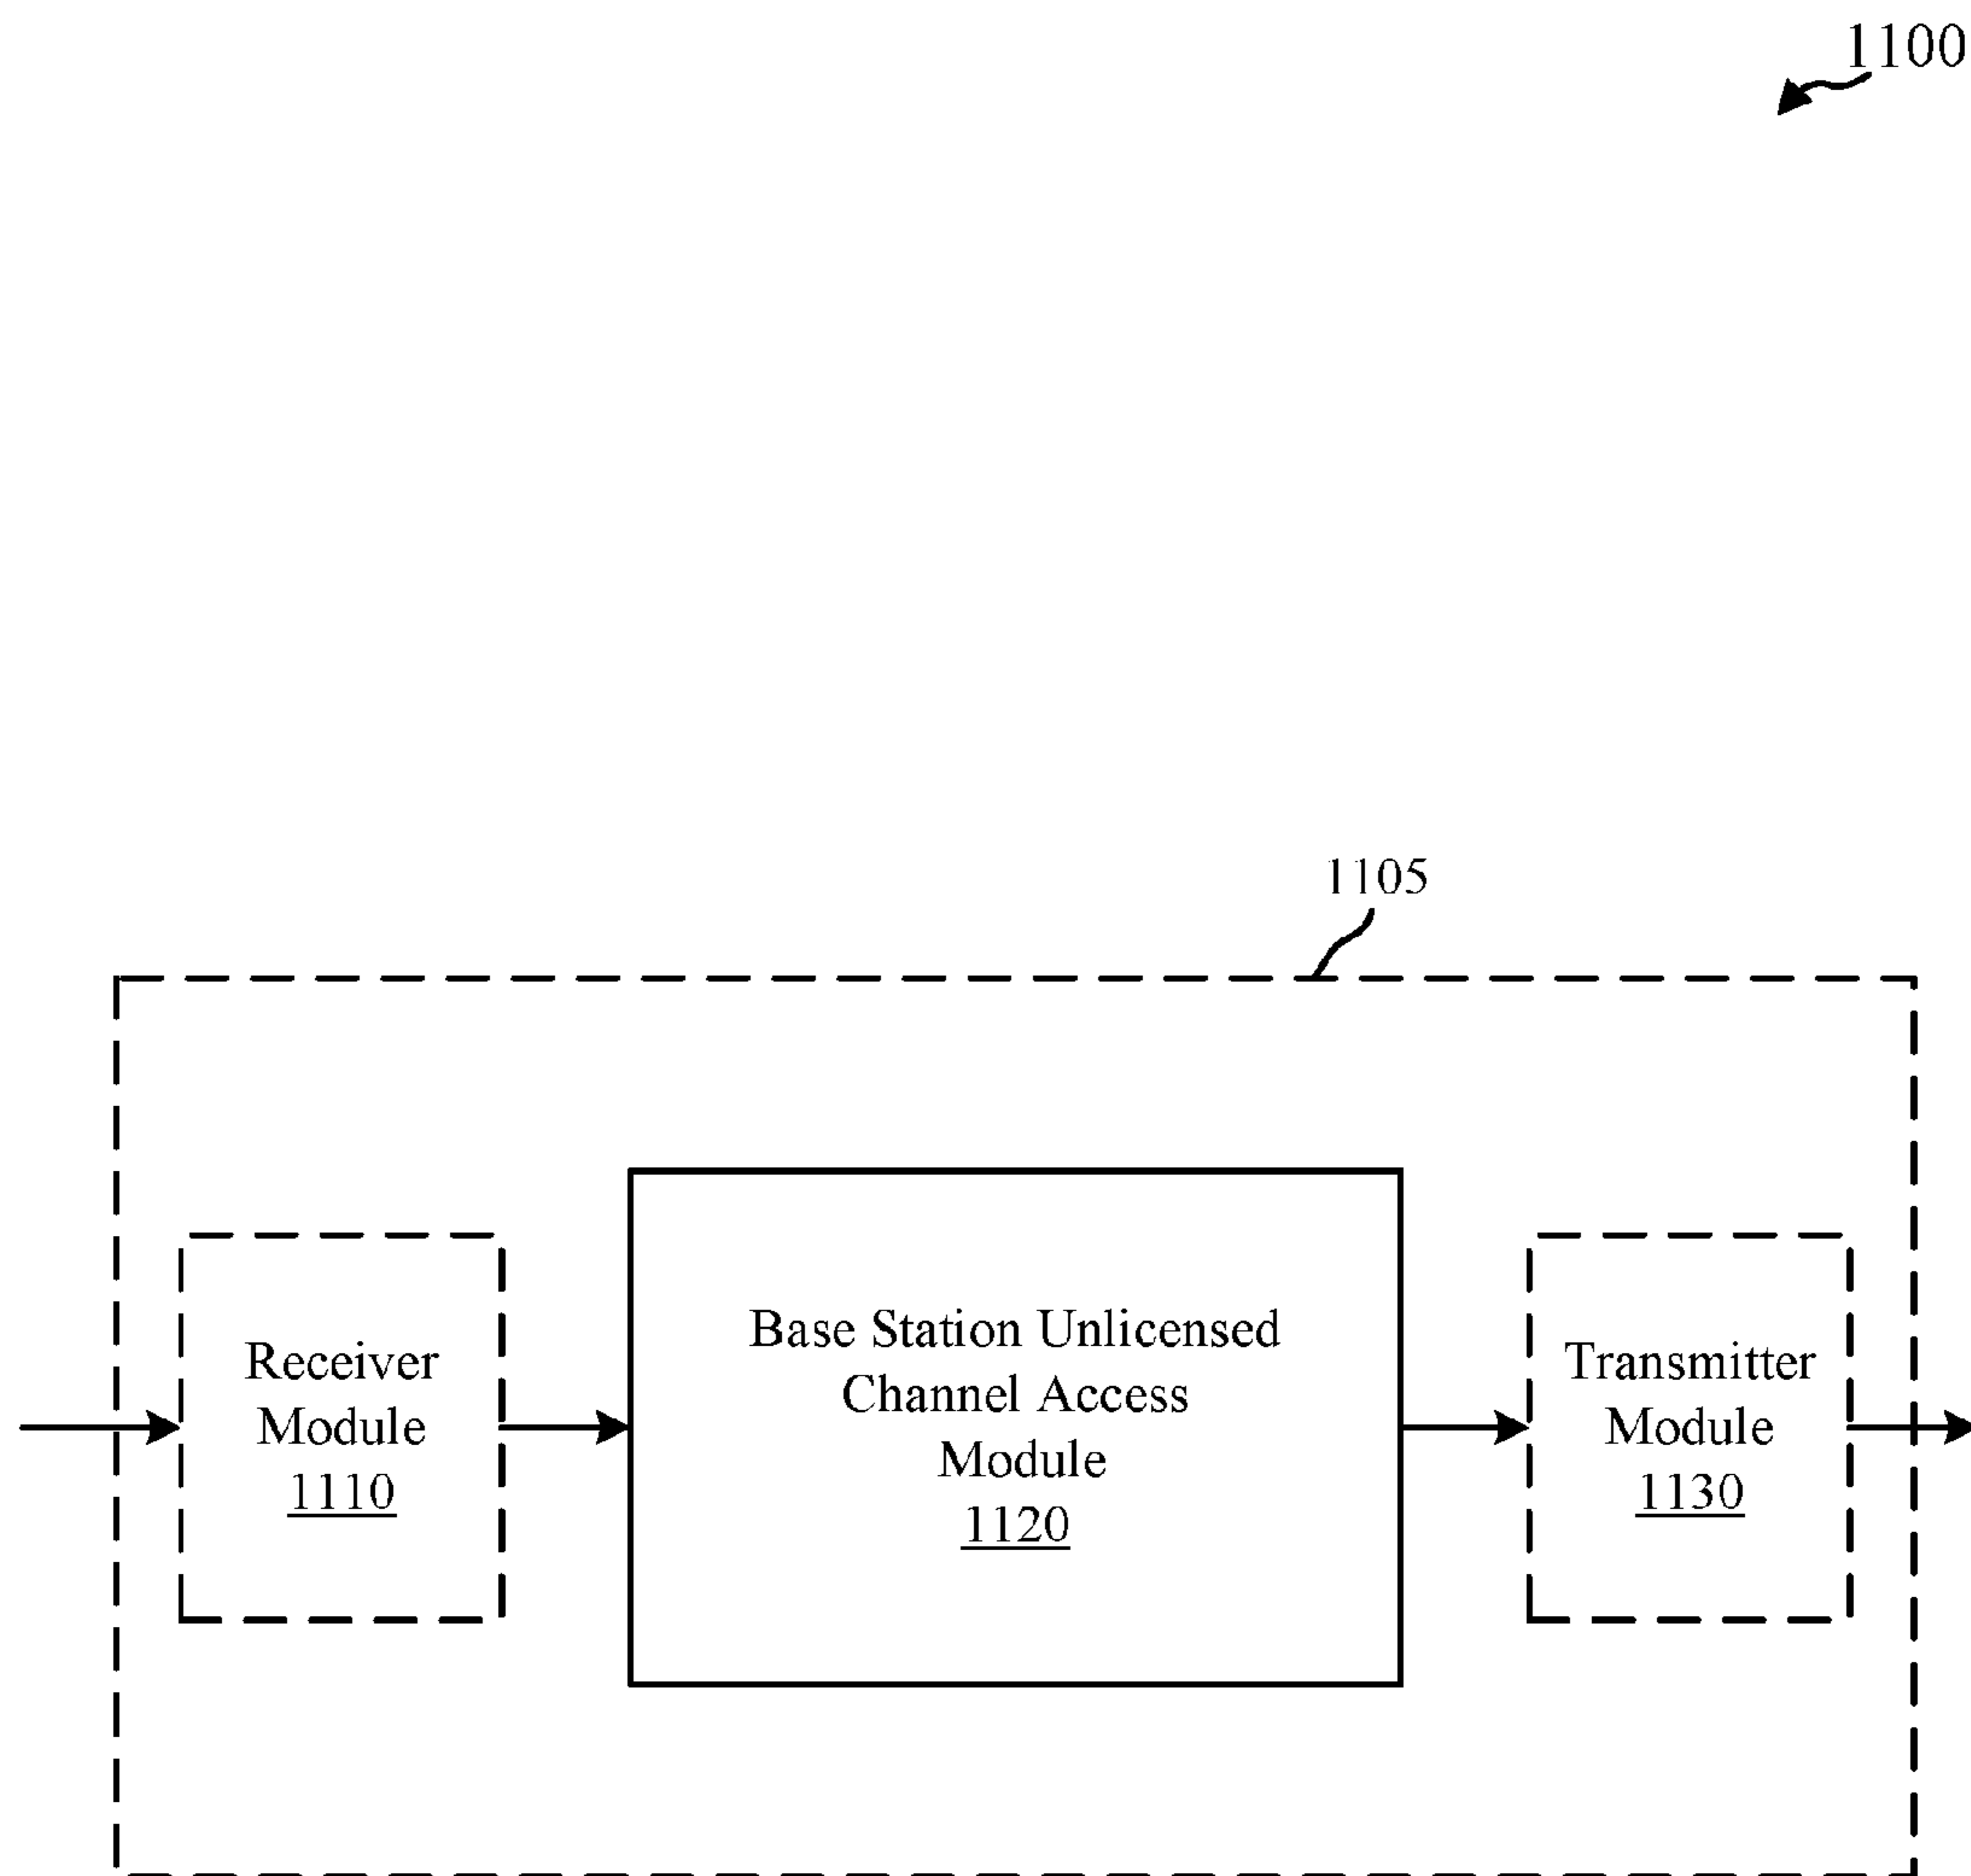 1100
1105
Receiver
Module
1110
Base Station Unlicensed
Channel Access
Module
1120
Transmitter
Module
1130